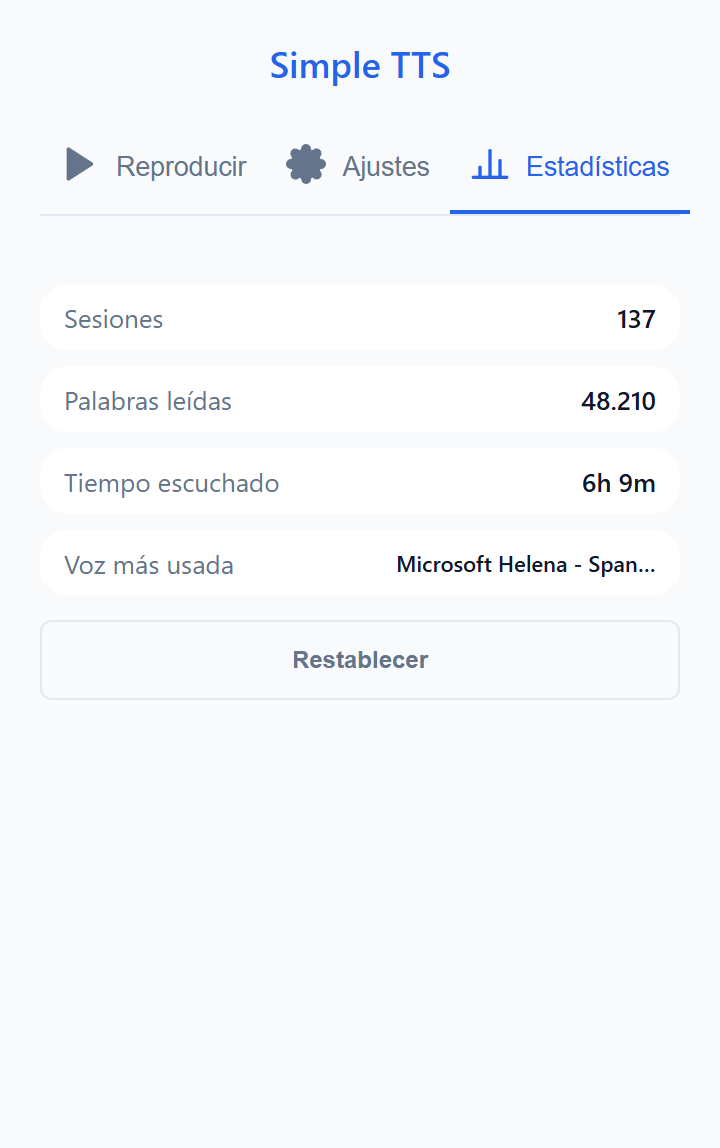 Simple TTS
Reproducir Ajustes Estadísticas
Sesiones 137
Palabras leídas 48.210
Tiempo escuchado 6h 9m
Voz más usada Microsoft Helena - Span...
Restablecer